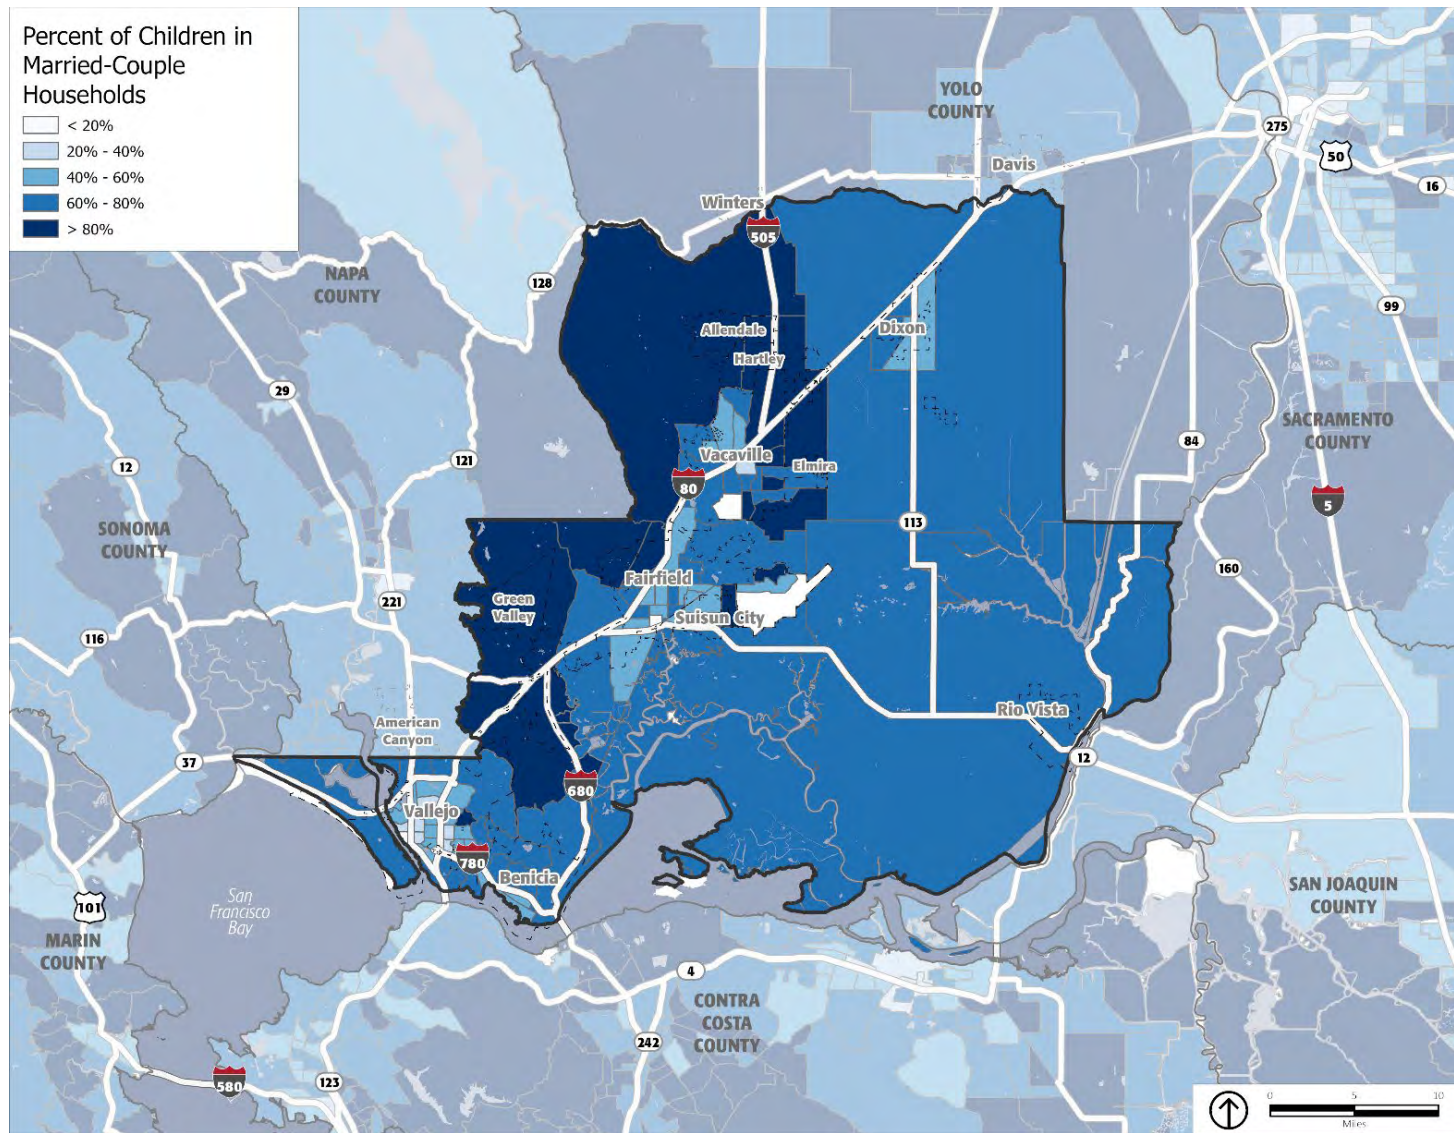 Percent of Children in
Married-Couple
Households
< 20%
20% - 40%
40% - 60%
60% - 80%
> 80%
YOLO
COUNTY
275
50
Davis
16
Winters
505
NAPA
COUNTY
128
99
Allendale
Dixon
Hartley
29
SACRAMENTO
COUNTY
84
121
12
Vacaville
Elmira
80
5
SONOMA
COUNTY
113
160
Fairfield
Green
Valley
221
Suisun City
116
Rio Vista
American
Canyon
12
37
680
Vallejo
780
Benicia
San
Francisco
Bay
101
SAN JOAQUIN
COUNTY
MARIN
COUNTY
4
CONTRA
COSTA
COUNTY
242
580
123
0 5 10
Miles